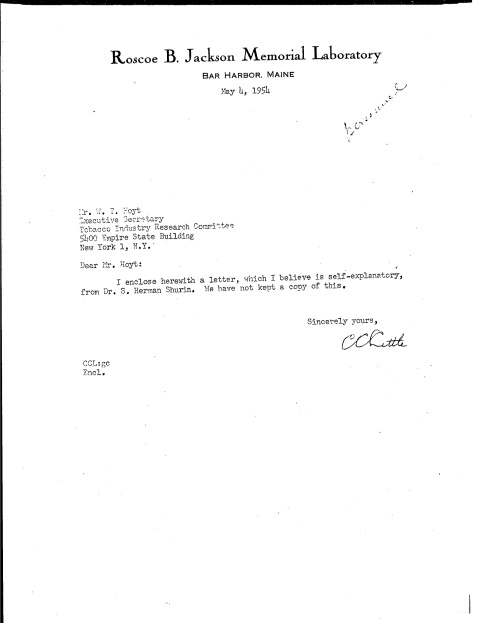 Roscoe B. Jackson Memorial Laboratory
Bar Harbor, Maine
May 4, 1954
Personnel
Mr. W. T. Hoyt
Executive Secretary
Tobacco Industry Research Committee
5400 Empire State Building
New York 1, N.Y.
Dear Mr. Hoyt:
I enclose herewith a letter, which I believe is self-explanatory,
from Dr. S. Herman Shurin. We have not kept a copy of this.
Sincerely yours,
CCLittle
CCL:gc
Encl.